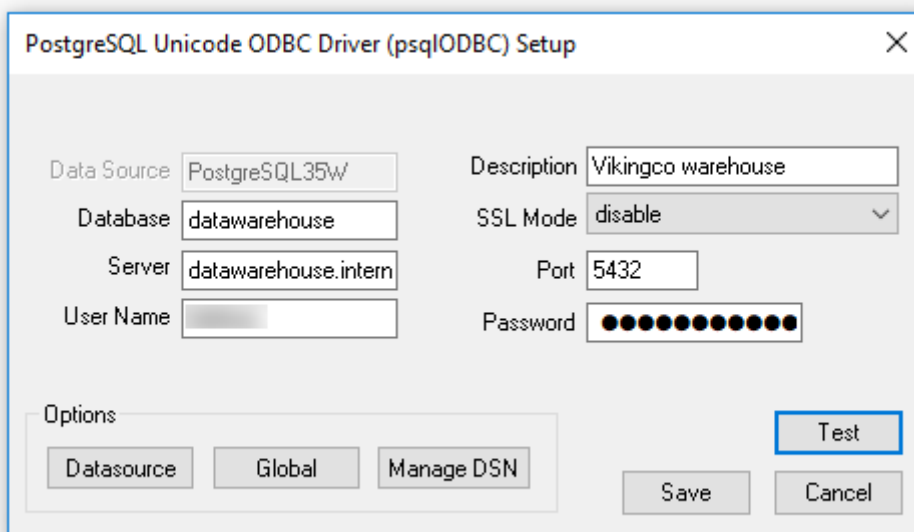 PostgreSQL Unicode ODBC Driver (psqlODBC) Setup
Data Source PostgreSQL35W
Description Vikingco warehouse
Database datawarehouse
SSL Mode disable
Server datawarehouse.intern
Port 5432
User Name
Password ●●●●●●●●●●●
Options
Datasource Global Manage DSN
Test
Save Cancel